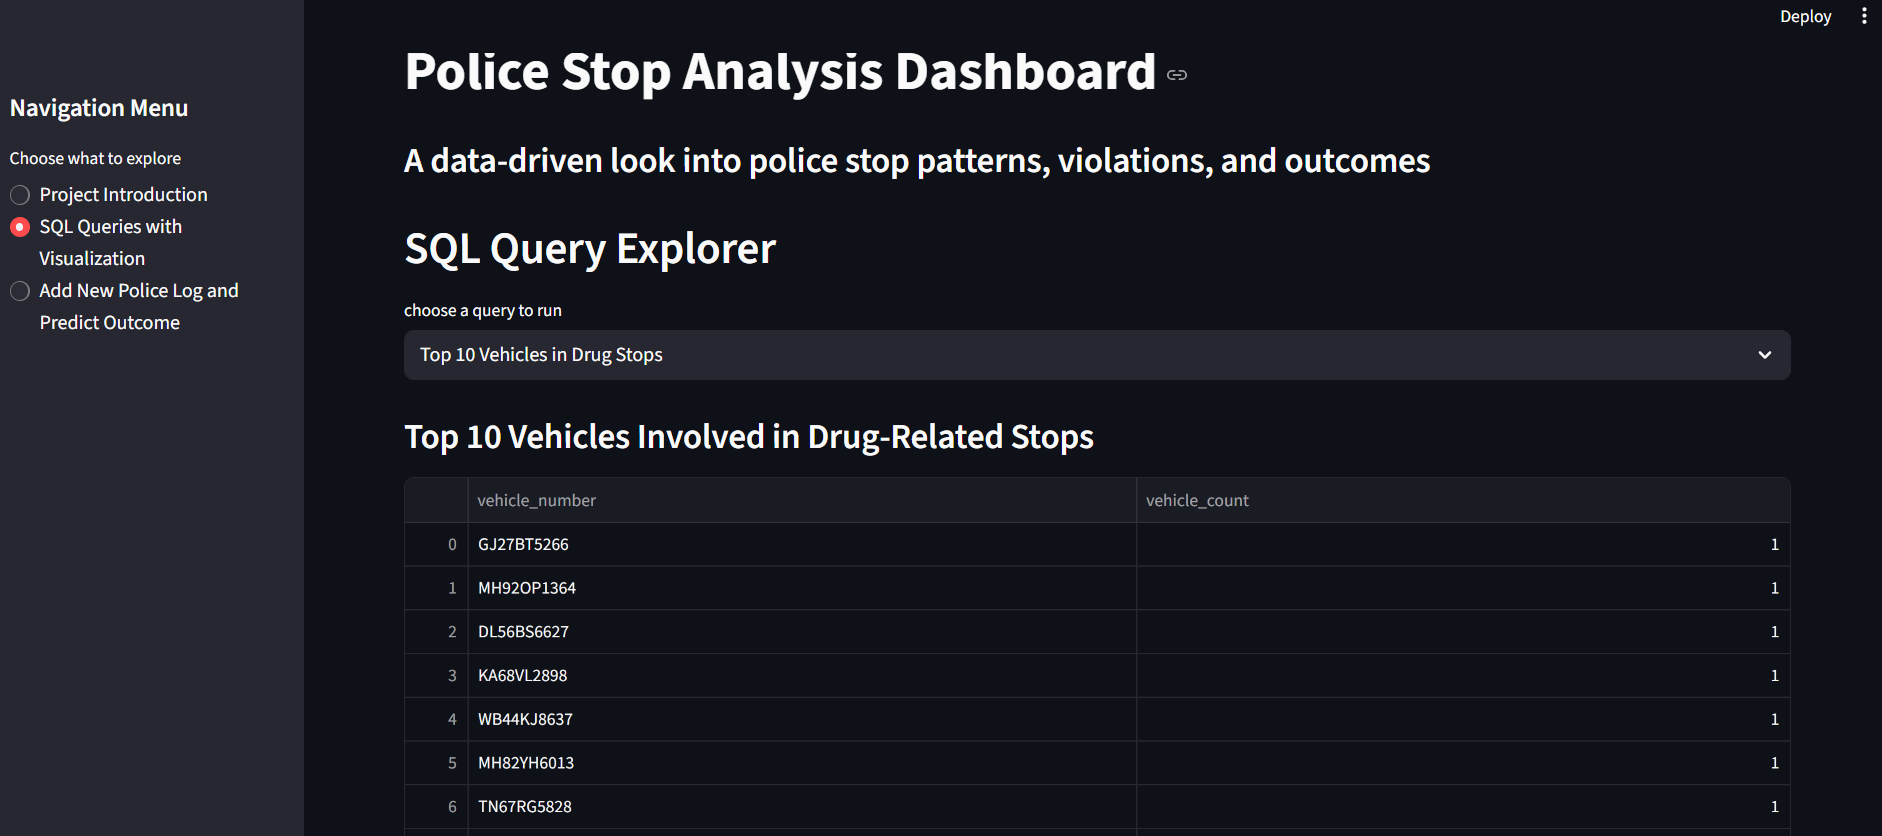 Deploy
Navigation Menu
Choose what to explore
Project Introduction
SQL Queries with
Visualization
Add New Police Log and
Predict Outcome
Police Stop Analysis Dashboard
A data-driven look into police stop patterns, violations, and outcomes
SQL Query Explorer
choose a query to run
Top 10 Vehicles in Drug Stops
Top 10 Vehicles Involved in Drug-Related Stops
vehicle_number vehicle_count
0 GJ27BT5266 1
1 MH92OP1364 1
2 DL56BS6627 1
3 KA68VL2898 1
4 WB44KJ8637 1
5 MH82YH6013 1
6 TN67RG5828 1